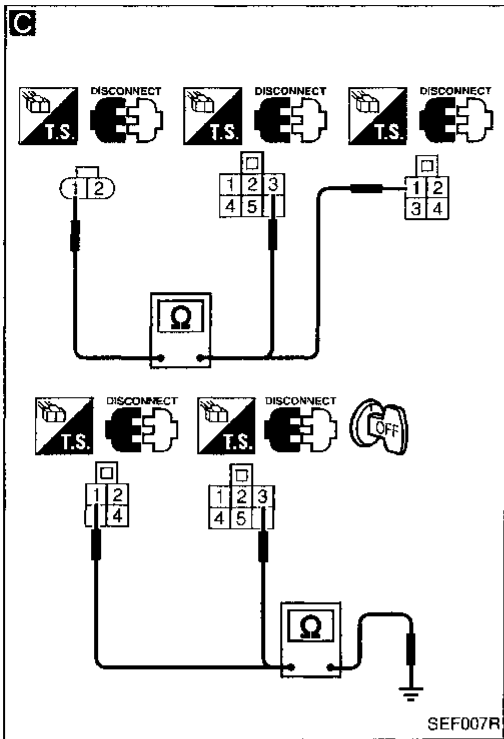 C
DISCONNECT DISCONNECT DISCONNECT
T.S. T.S. T.S.
1 2
1 2 3
4 5
1 2
3 4
Ω
DISCONNECT DISCONNECT
T.S. T.S. OFF
1 2
4
1 2 3
4 5
Ω
SEF007R